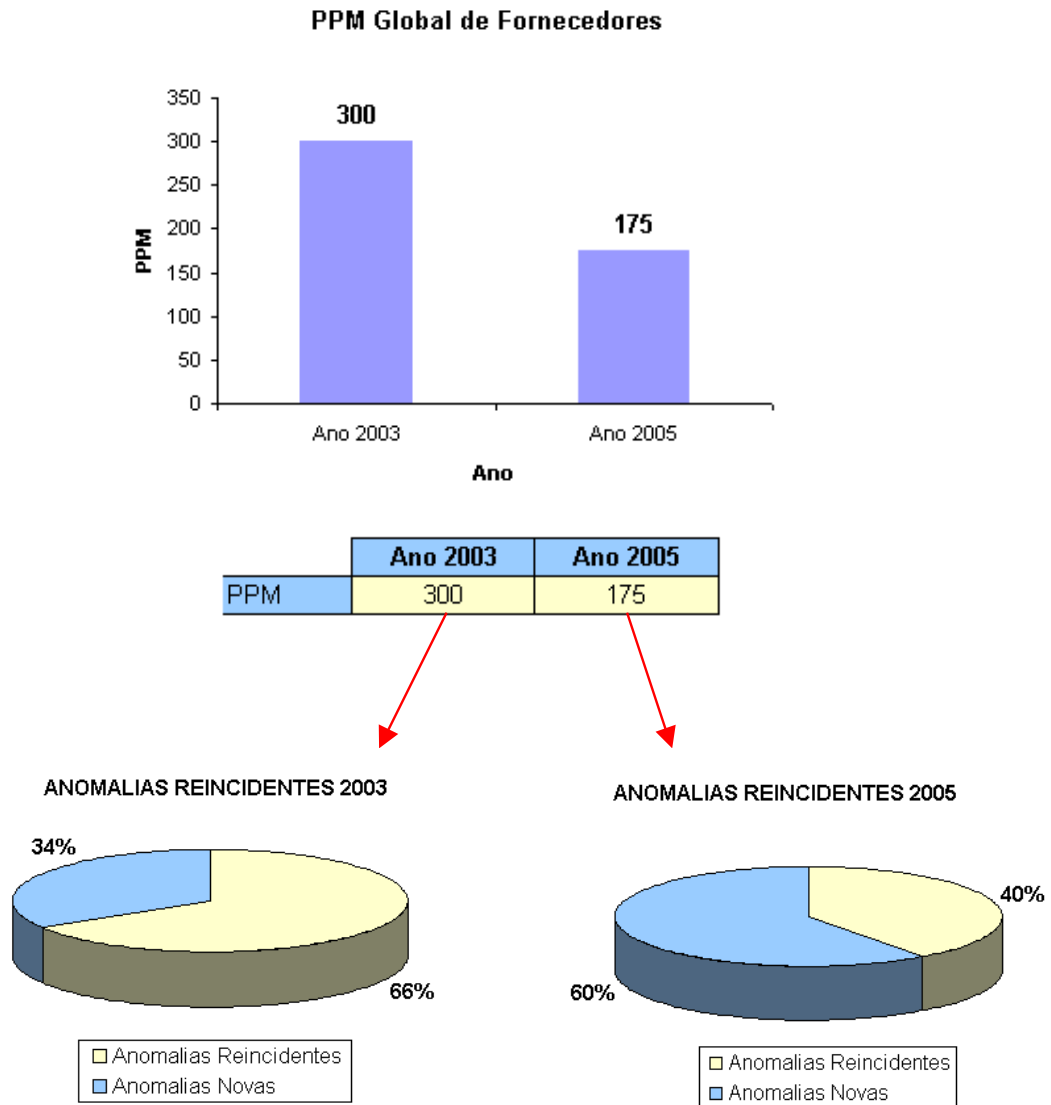 PPM Global de Fornecedores
350
300
250
200
150
100
50
0
300
175
PPM
Ano 2003
Ano 2005
Ano
Ano 2003 Ano 2005
PPM 300 175
ANOMALIAS REINCIDENTES 2003
34%
66%
Anomalias Reincidentes
Anomalias Novas
ANOMALIAS REINCIDENTES 2005
40%
60%
Anomalias Reincidentes
Anomalias Novas